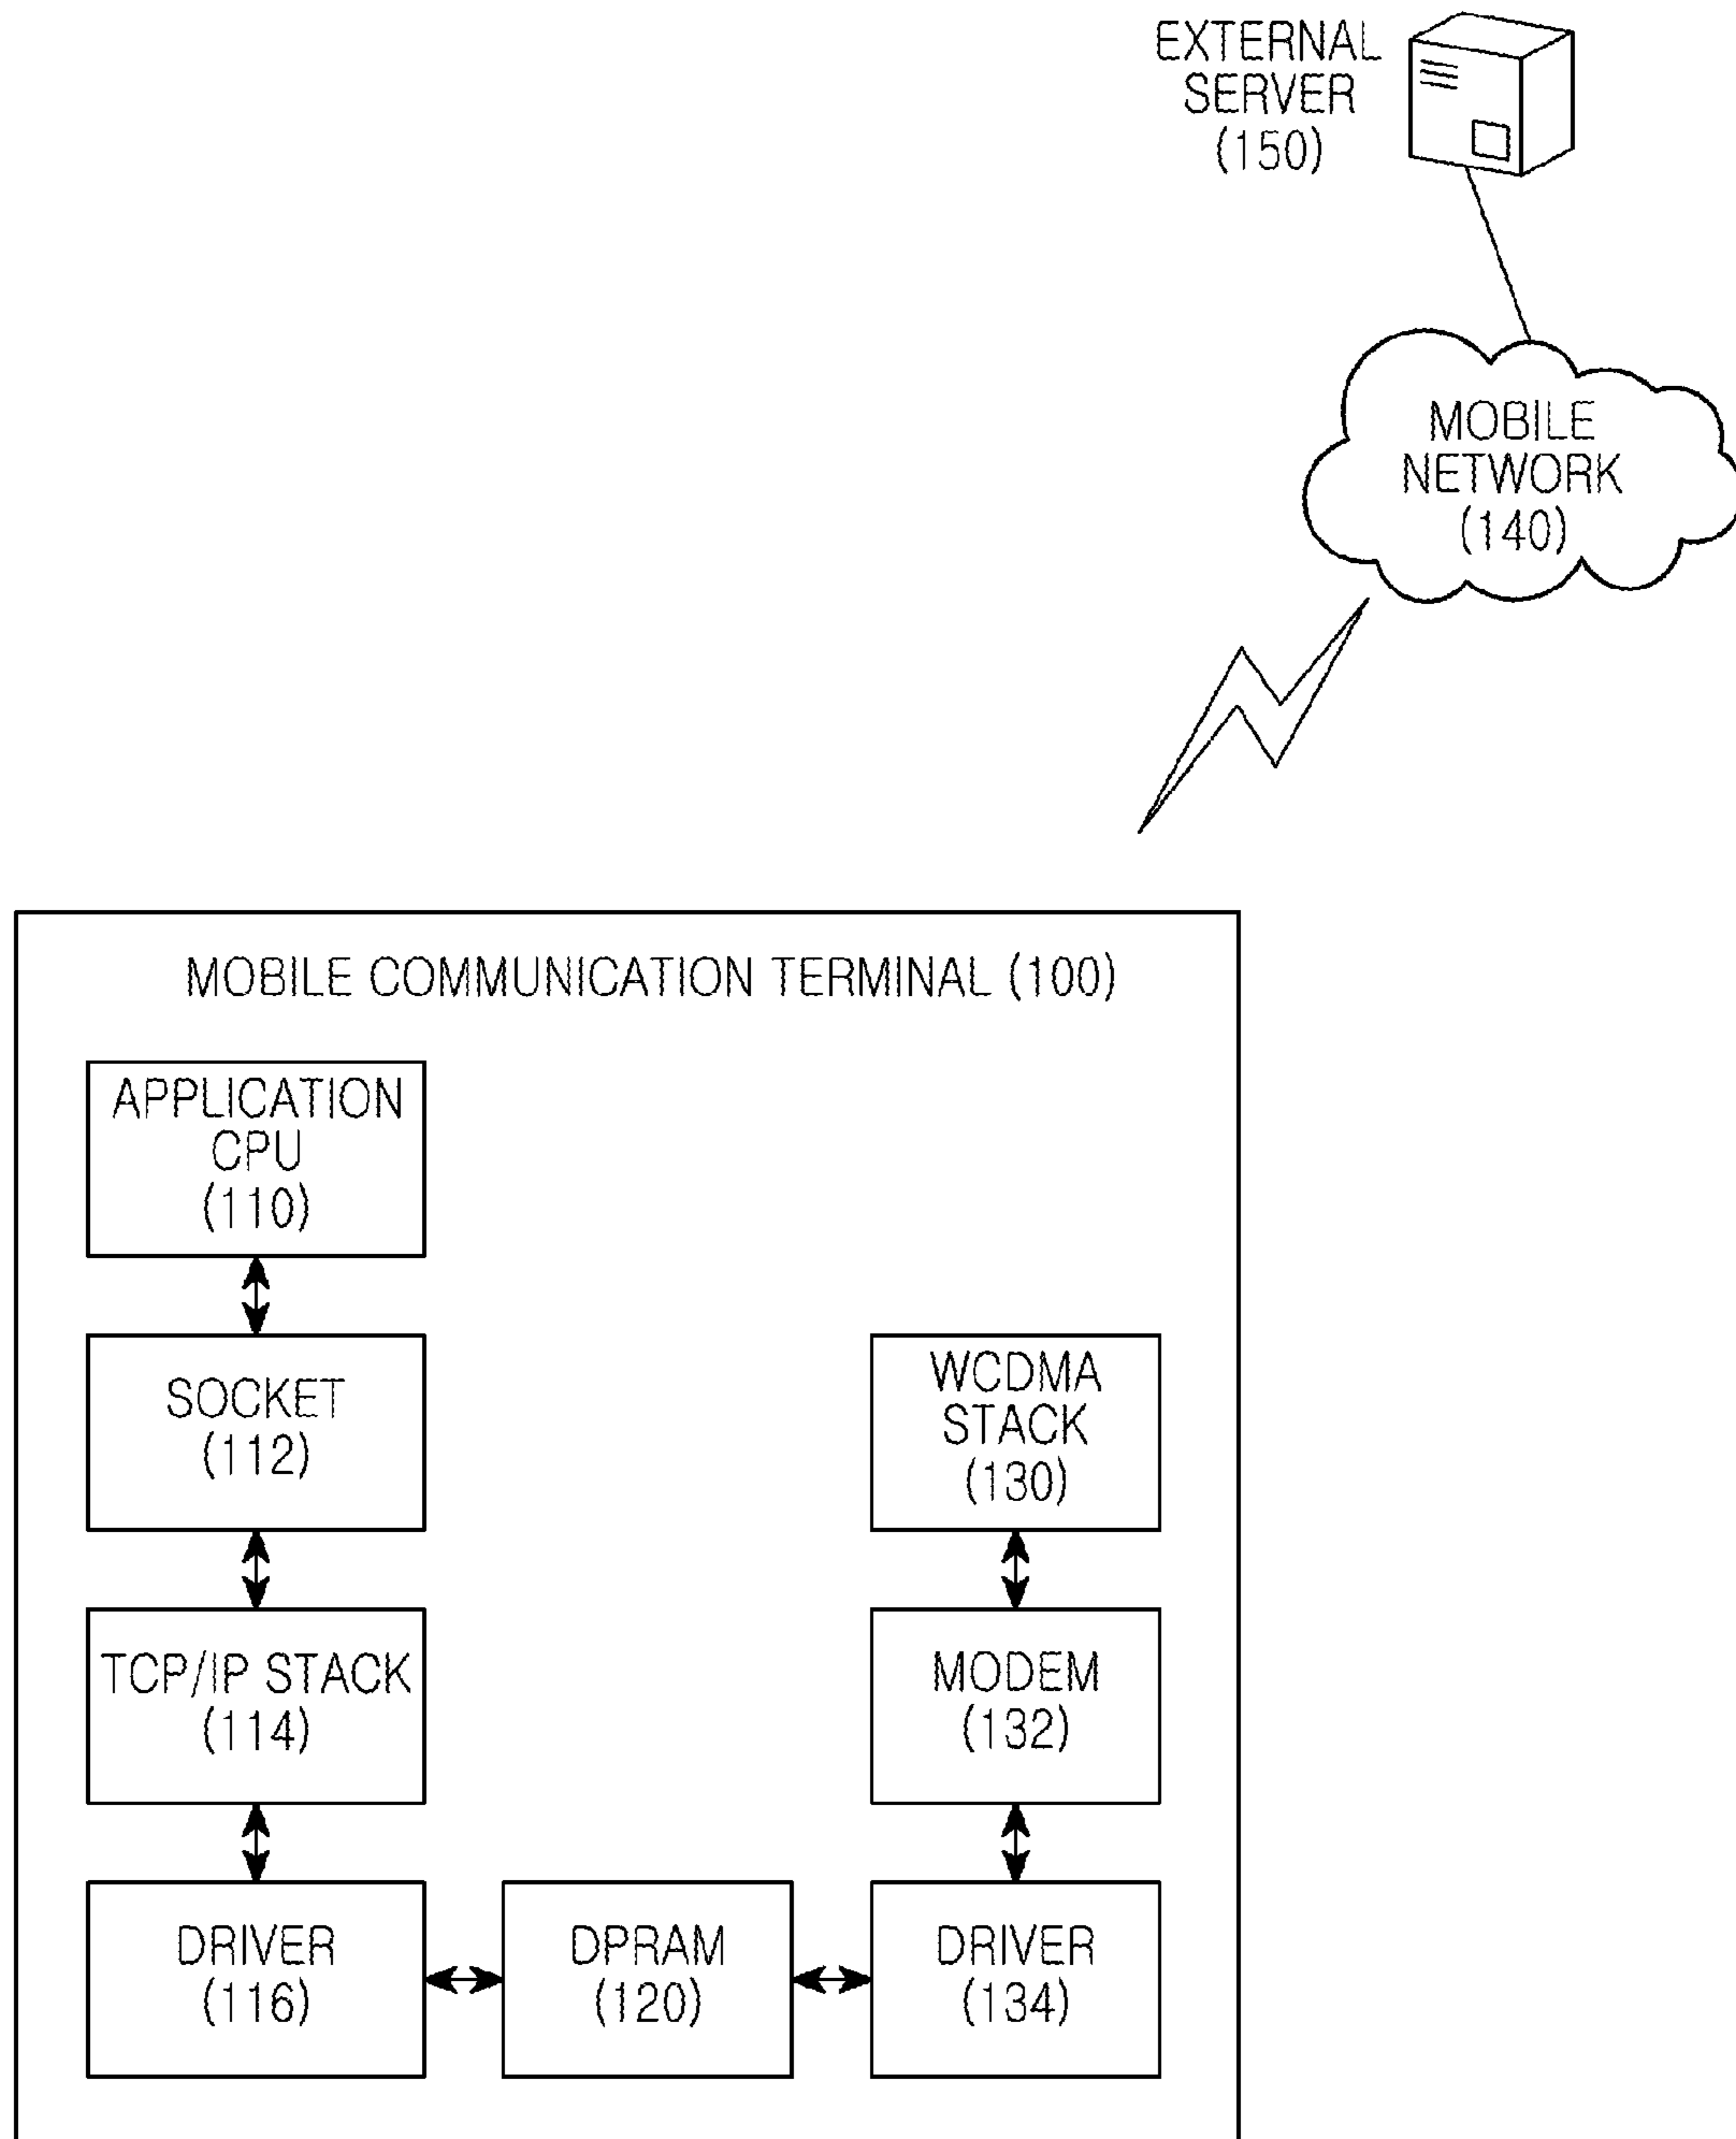 EXTERNAL
SERVER
(150)
MOBILE
NETWORK
(140)
MOBILE COMMUNICATION TERMINAL (100)
APPLICATION
CPU
(110)
SOCKET
(112)
WCDMA
STACK
(130)
TCP/IP STACK
(114)
MODEM
(132)
DRIVER
(116)
DPRAM
(120)
DRIVER
(134)